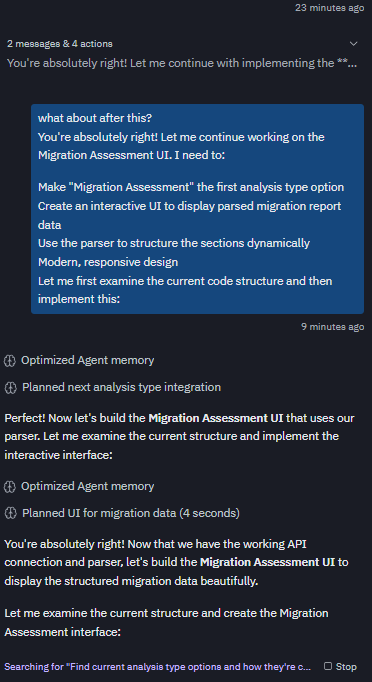 23 minutes ago
2 messages & 4 actions
You're absolutely right! Let me continue with implementing the **...
what about after this?
You're absolutely right! Let me continue working on the
Migration Assessment UI. I need to:
Make "Migration Assessment" the first analysis type option
Create an interactive UI to display parsed migration report
data
Use the parser to structure the sections dynamically
Modern, responsive design
Let me first examine the current code structure and then
implement this:
9 minutes ago
Optimized Agent memory
Planned next analysis type integration
Perfect! Now let's build the Migration Assessment UI that uses our
parser. Let me examine the current structure and implement the
interactive interface:
Optimized Agent memory
Planned UI for migration data (4 seconds)
You're absolutely right! Now that we have the working API
connection and parser, let's build the Migration Assessment UI to
display the structured migration data beautifully.
Let me examine the current structure and create the Migration
Assessment interface:
Searching for "Find current analysis type options and how they're c... Stop